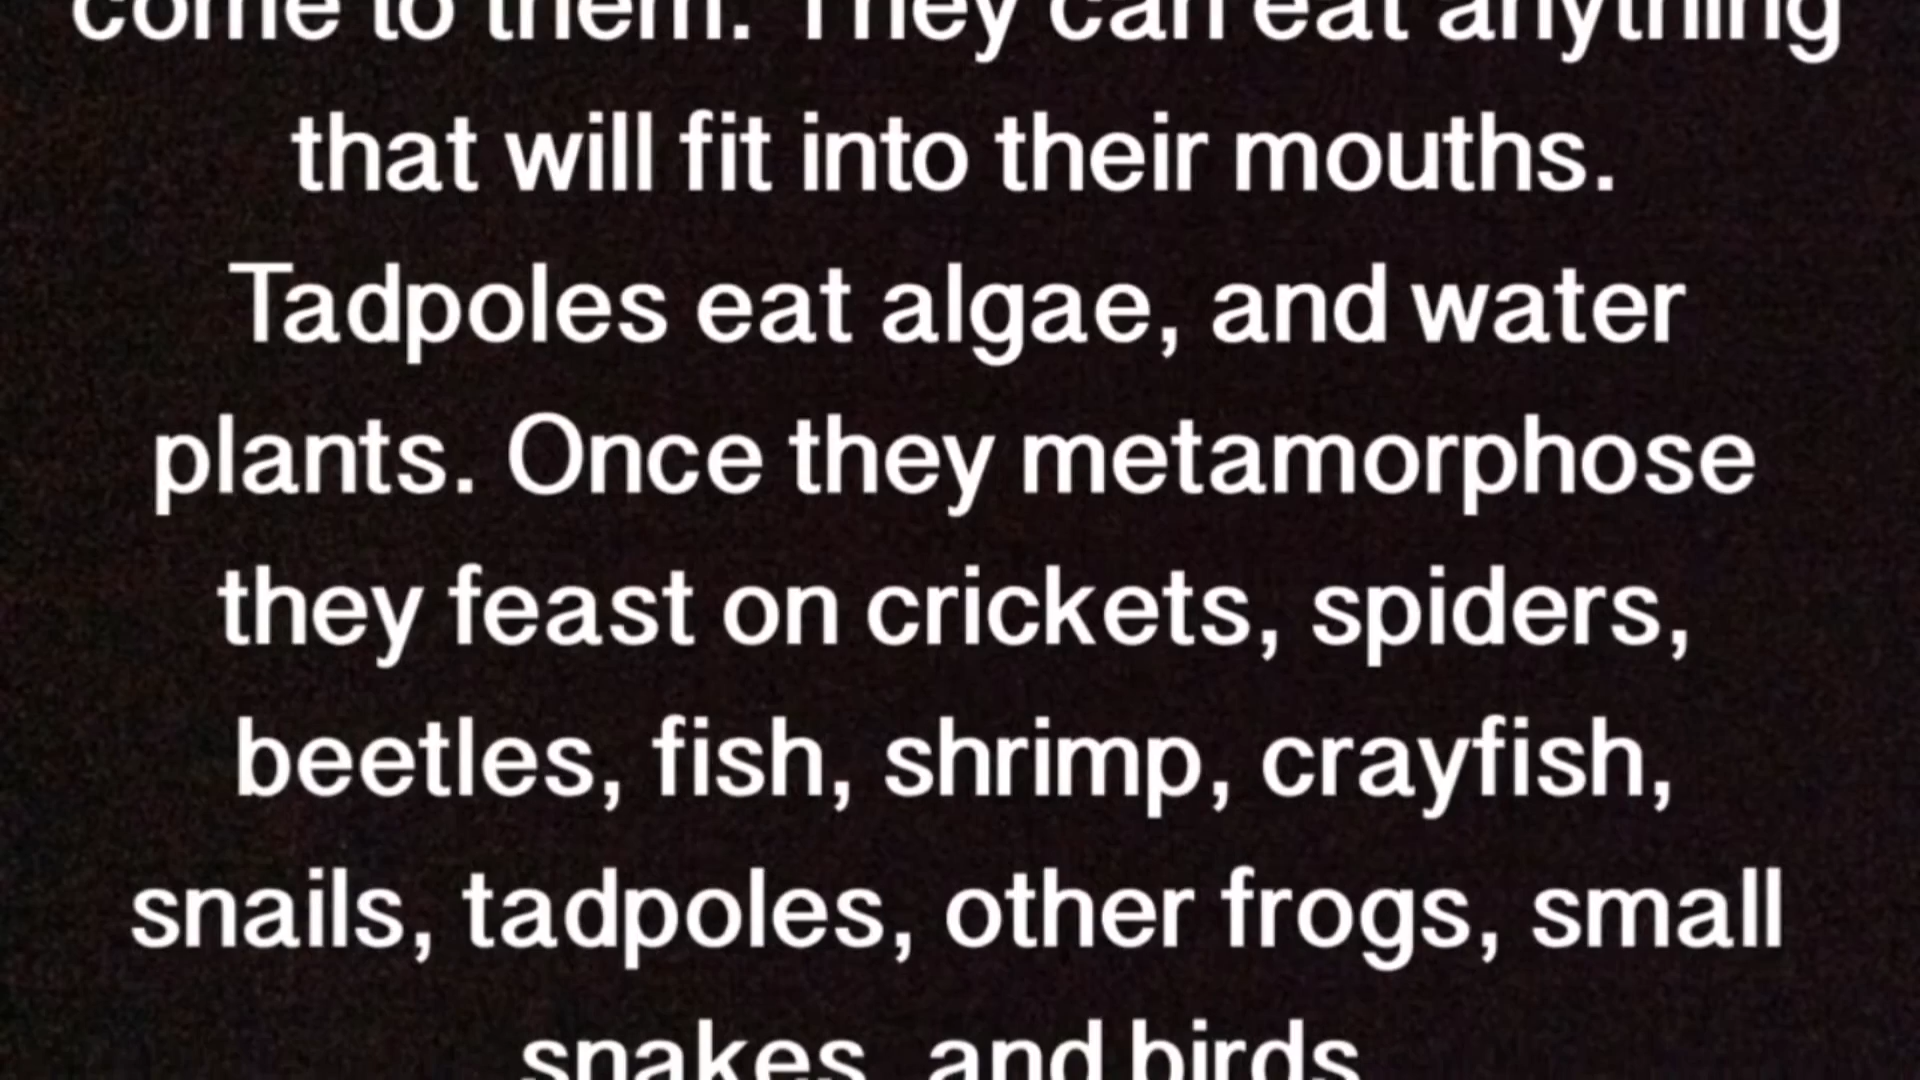 come to them. They can eat anything
that will fit into their mouths.
Tadpoles eat algae, and water
plants. Once they metamorphose
they feast on crickets, spiders,
beetles, fish, shrimp, crayfish,
snails, tadpoles, other frogs, small
snakes, and birds